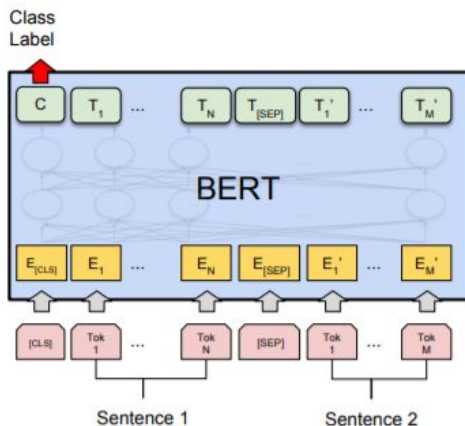 Class
Label
C T1 ... TN T[SEP] T1' ... TM'
BERT
E[CLS] E1 ... EN E[SEP] E1' ... EM'
[CLS] Tok 1 ... Tok N [SEP] Tok 1 ... Tok M
Sentence 1 Sentence 2